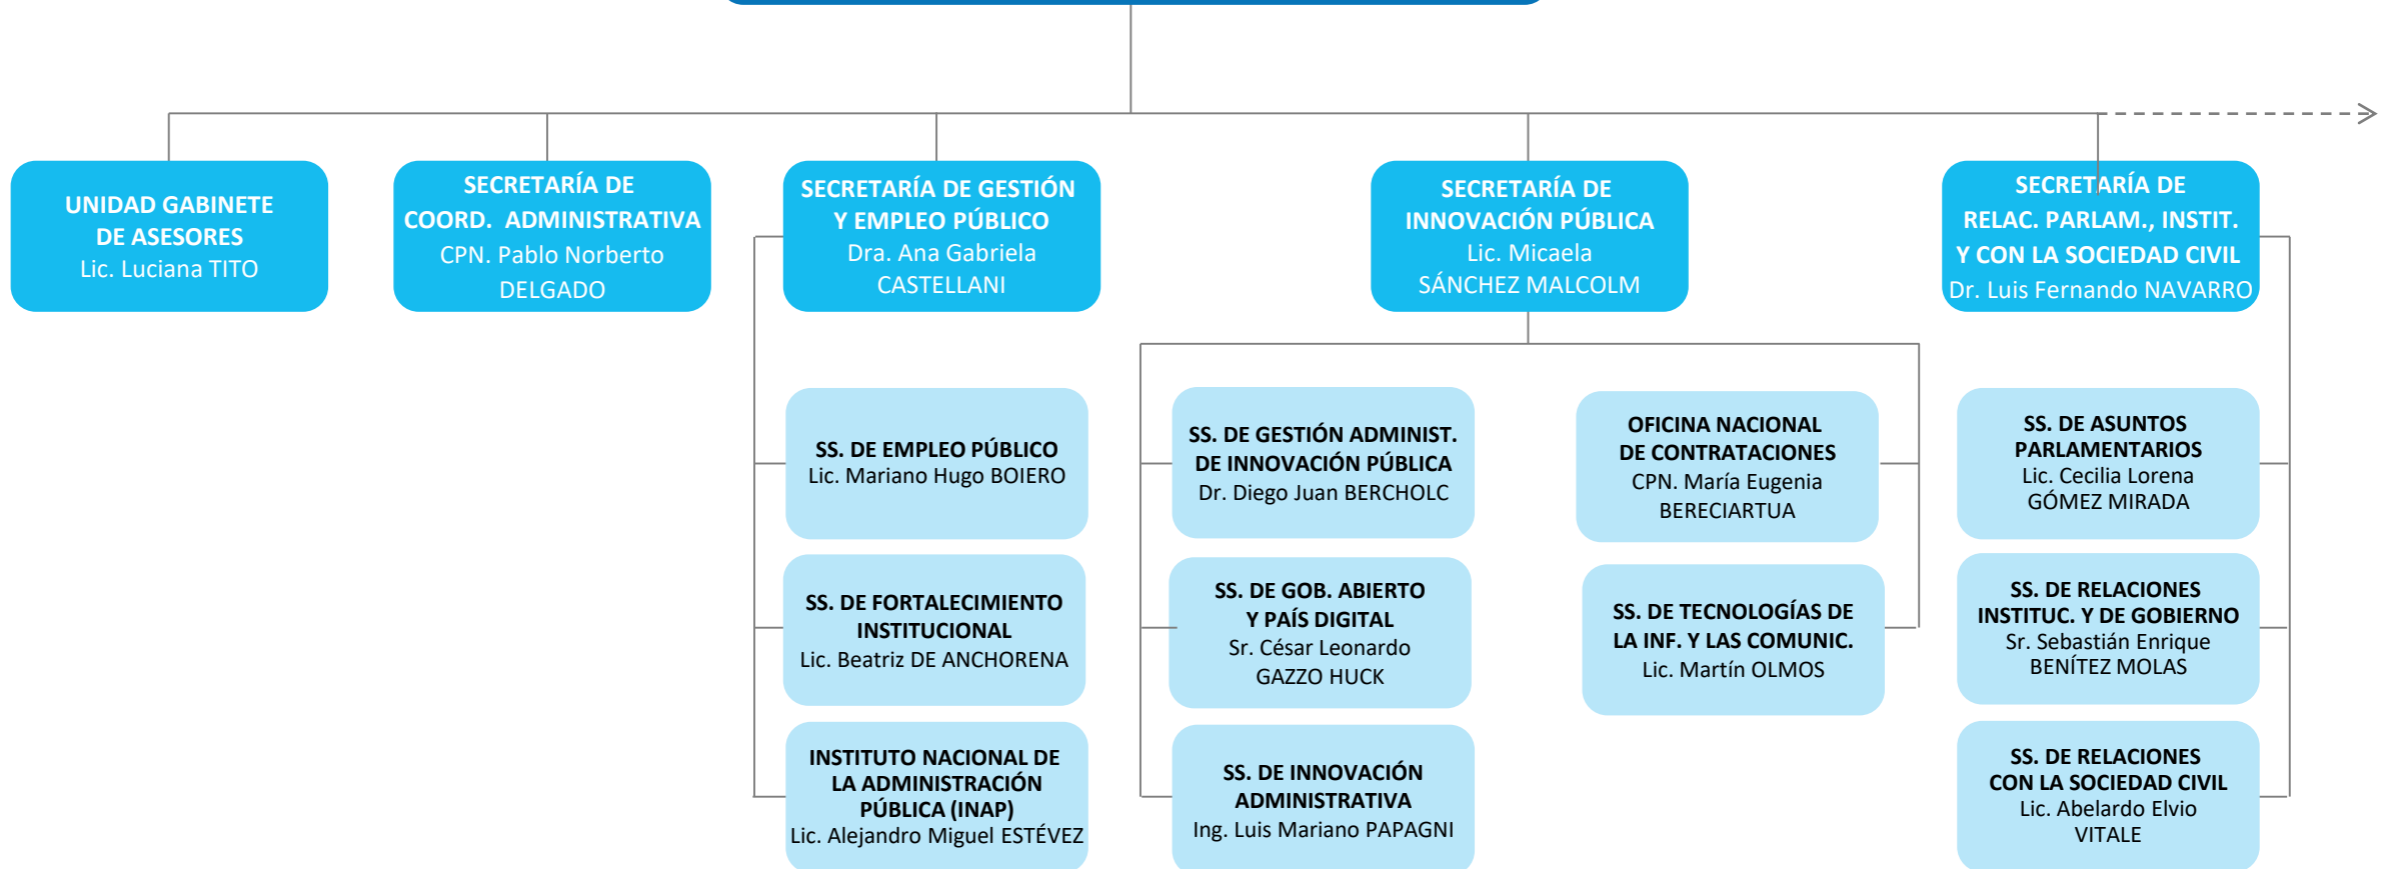 UNIDAD GABINETE
DE ASESORES
Lic. Luciana TITO
SECRETARÍA DE
COORD. ADMINISTRATIVA
CPN. Pablo Norberto
DELGADO
SECRETARÍA DE GESTIÓN
Y EMPLEO PÚBLICO
Dra. Ana Gabriela
CASTELLANI
SECRETARÍA DE
INNOVACIÓN PÚBLICA
Lic. Micaela
SÁNCHEZ MALCOLM
SECRETARÍA DE
RELAC. PARLAM., INSTIT.
Y CON LA SOCIEDAD CIVIL
Dr. Luis Fernando NAVARRO
SS. DE EMPLEO PÚBLICO
Lic. Mariano Hugo BOIERO
SS. DE FORTALECIMIENTO
INSTITUCIONAL
Lic. Beatriz DE ANCHORENA
INSTITUTO NACIONAL DE
LA ADMINISTRACIÓN
PÚBLICA (INAP)
Lic. Alejandro Miguel ESTÉVEZ
SS. DE GESTIÓN ADMINIST.
DE INNOVACIÓN PÚBLICA
Dr. Diego Juan BERCHOLC
SS. DE GOB. ABIERTO
Y PAÍS DIGITAL
Sr. César Leonardo
GAZZO HUCK
SS. DE INNOVACIÓN
ADMINISTRATIVA
Ing. Luis Mariano PAPAGNI
OFICINA NACIONAL
DE CONTRATACIONES
CPN. María Eugenia
BERECIARTUA
SS. DE TECNOLOGÍAS DE
LA INF. Y LAS COMUNIC.
Lic. Martín OLMOS
SS. DE ASUNTOS
PARLAMENTARIOS
Lic. Cecilia Lorena
GÓMEZ MIRADA
SS. DE RELACIONES
INSTITUC. Y DE GOBIERNO
Sr. Sebastián Enrique
BENÍTEZ MOLAS
SS. DE RELACIONES
CON LA SOCIEDAD CIVIL
Lic. Abelardo Elvio
VITALE